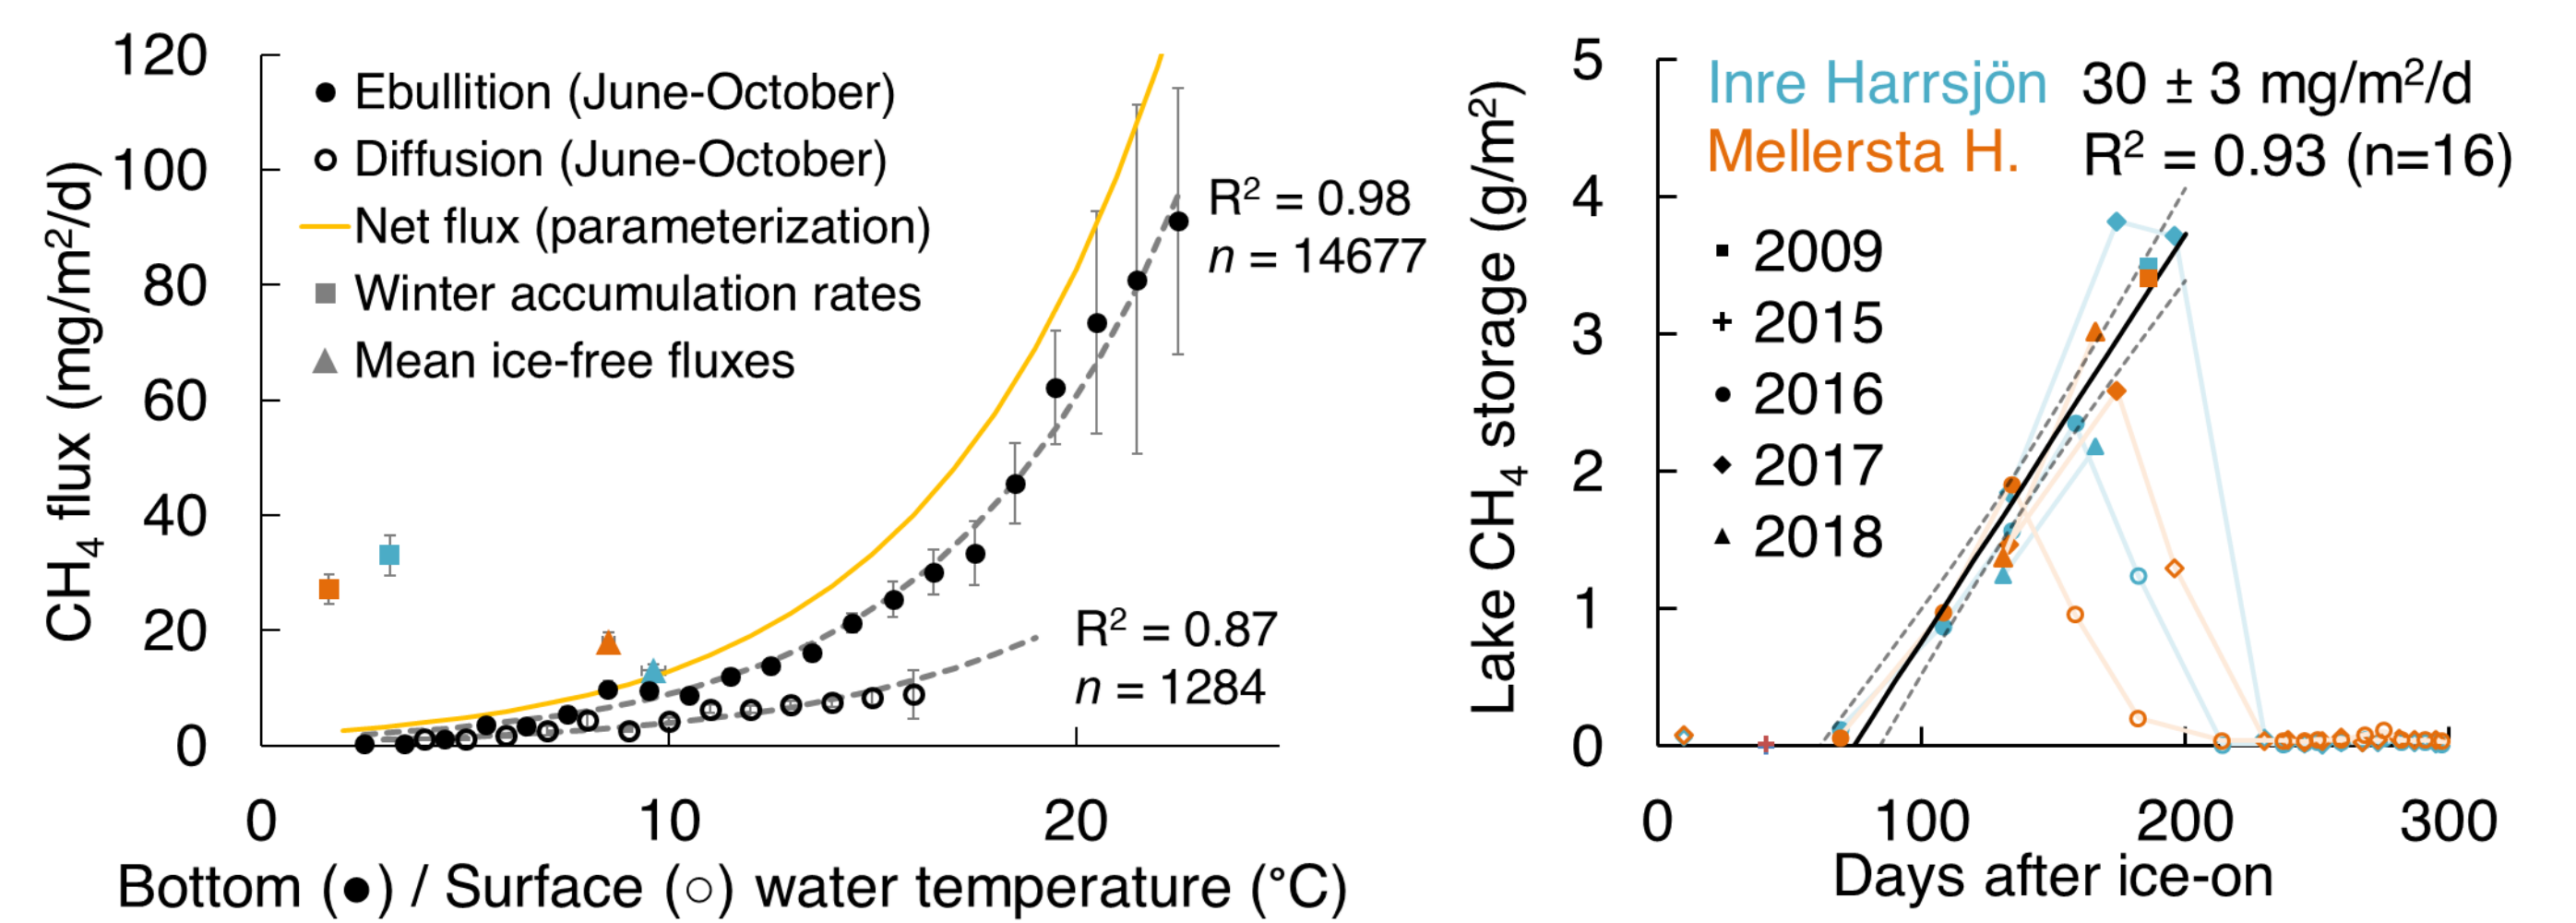 120
100
80
60
40
20
0
CH4 flux (mg/m2/d)
Ebullition (June-October)
Diffusion (June-October)
Net flux (parameterization)
Winter accumulation rates
Mean ice-free fluxes
R2 = 0.98
n = 14677
R2 = 0.87
n = 1284
0 10 20
Bottom (●) / Surface (○) water temperature (°C)
5
4
3
2
1
0
Lake CH4 storage (g/m2)
Inre Harrsjön 30 ± 3 mg/m2/d
Mellersta H. R2 = 0.93 (n=16)
2009
2015
2016
2017
2018
0 100 200 300
Days after ice-on